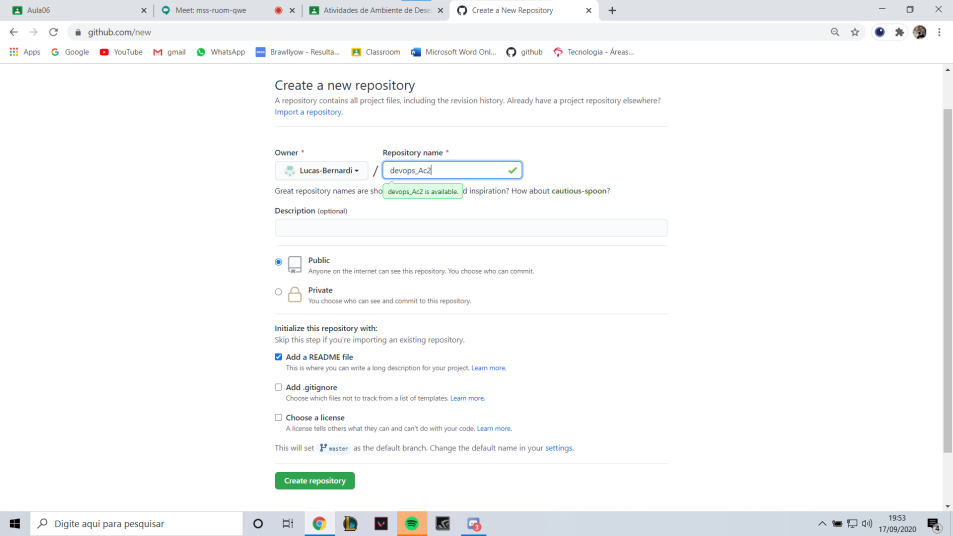 Aula06
Meet: mss-ruom-qwe
Atividades de Ambiente de Dese
Create a New Repository
github.com/new
Apps
Google
YouTube
gmail
WhatsApp
Brawllyow - Resulta...
Classroom
Microsoft Word Onl...
github
Tecnologia - Áreas...
Create a new repository
A repository contains all project files, including the revision history. Already have a project repository elsewhere?
Import a repository.
Owner *
Repository name *
Lucas-Bernardi
/
devops_Ac2
Great repository names are sho
d inspiration? How about cautious-spoon?
devops_Ac2 is available.
Description (optional)
Public
Anyone on the internet can see this repository. You choose who can commit.
Private
You choose who can see and commit to this repository.
Initialize this repository with:
Skip this step if you're importing an existing repository.
Add a README file
This is where you can write a long description for your project. Learn more.
Add .gitignore
Choose which files not to track from a list of templates. Learn more.
Choose a license
A license tells others what they can and can't do with your code. Learn more.
This will set master as the default branch. Change the default name in your settings.
Create repository
Digite aqui para pesquisar
3
19:53
17/09/2020
4